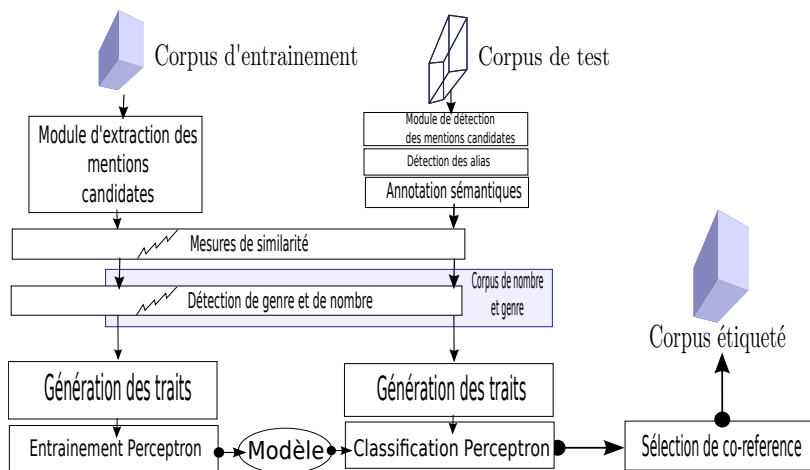 Corpus d'entrainement
Corpus de test
Module d'extraction des
mentions
candidates
Module de détection
des mentions candidates
Détection des alias
Annotation sémantiques
Mesures de similarité
Corpus de nombre
et genre
Détection de genre et de nombre
Corpus étiqueté
Génération des traits
Génération des traits
Entrainement Perceptron
Modèle
Classification Perceptron
Sélection de co-reference